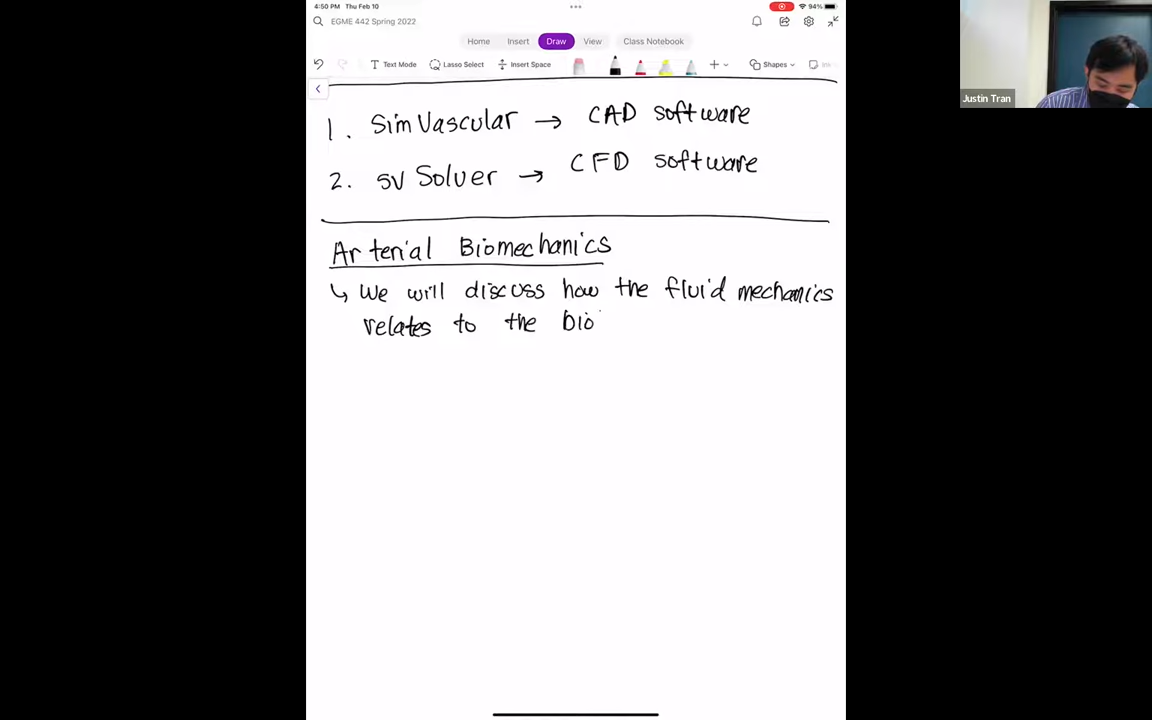 4:50 PM Thu Feb 10
94%
EGME 442 Spring 2022
Home Insert Draw View Class Notebook
Text Mode Lasso Select Insert Space Shapes
1. SimVascular → CAD software
2. SV Solver → CFD software
Arterial Biomechanics
↳ We will discuss how the fluid mechanics
relates to the bio
Justin Tran